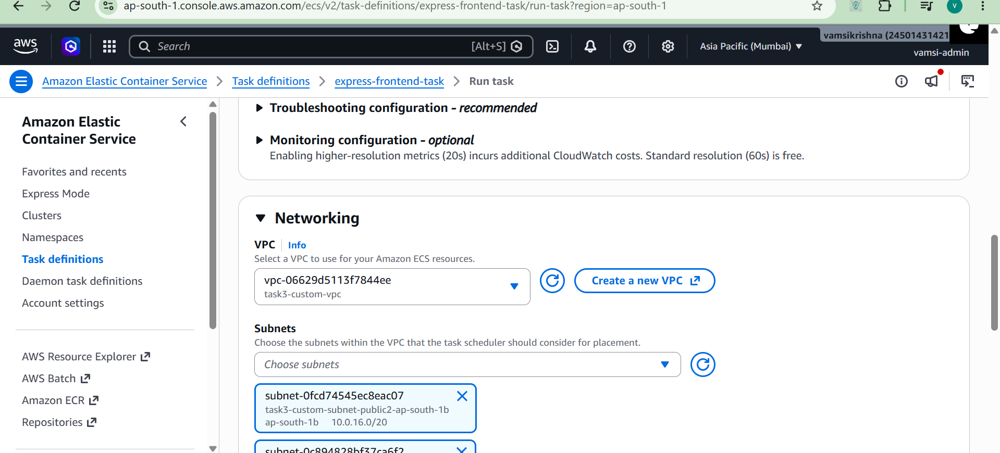 ap-south-1.console.aws.amazon.com/ecs/v2/task-definitions/express-frontend-task/run-task?region=ap-south-1
V
aws
Search
[Alt+S]
Asia Pacific (Mumbai)
vamsikrishna (24501431421
vamsi-admin
Amazon Elastic Container Service
Task definitions
express-frontend-task
Run task
Amazon Elastic
Container Service
Favorites and recents
Express Mode
Clusters
Namespaces
Task definitions
Daemon task definitions
Account settings
AWS Resource Explorer
AWS Batch
Amazon ECR
Repositories
Troubleshooting configuration - recommended
Monitoring configuration - optional
Enabling higher-resolution metrics (20s) incurs additional CloudWatch costs. Standard resolution (60s) is free.
Networking
VPC
Info
Select a VPC to use for your Amazon ECS resources.
vpc-06629d5113f7844ee
task3-custom-vpc
Create a new VPC
Subnets
Choose the subnets within the VPC that the task scheduler should consider for placement.
Choose subnets
subnet-0fcd74545ec8eac07
task3-custom-subnet-public2-ap-south-1b
ap-south-1b 10.0.16.0/20
subnet-0c894828bf37ca6f2